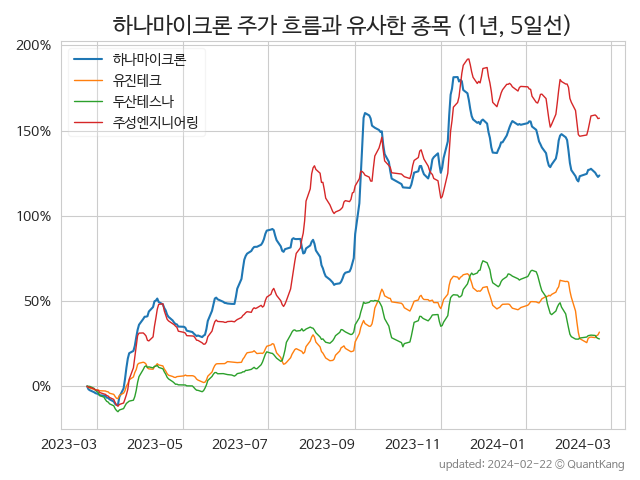 하나마이크론 주가 흐름과 유사한 종목 (1년, 5일선)
200%
150%
100%
50%
0%
하나마이크론
유진테크
두산테스나
주성엔지니어링
2023-03 2023-05 2023-07 2023-09 2023-11 2024-01 2024-03
updated: 2024-02-22 © QuantKang